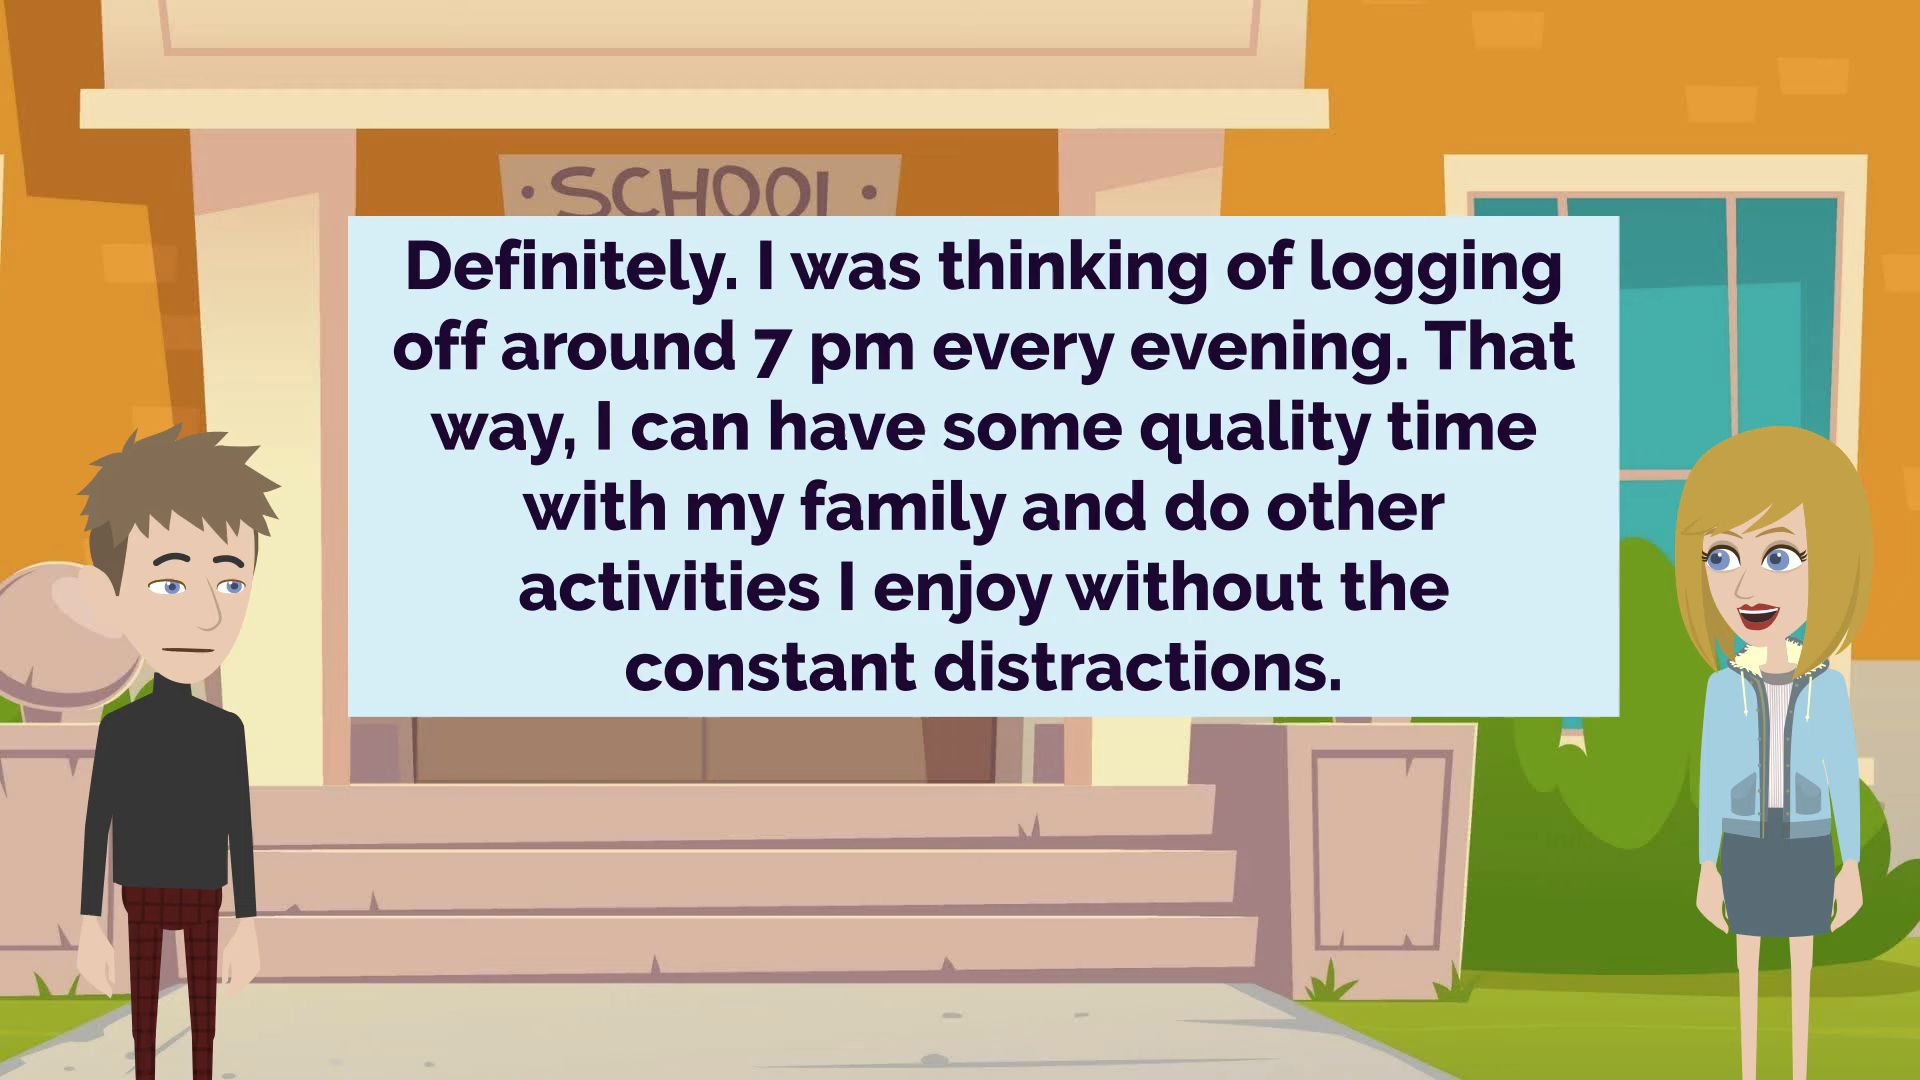 • SCHOOL •
Definitely. I was thinking of logging
off around 7 pm every evening. That
way, I can have some quality time
with my family and do other
activities I enjoy without the
constant distractions.